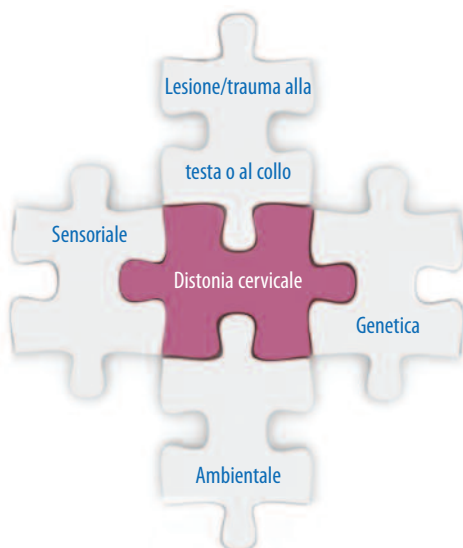 Lesione/trauma alla
testa o al collo
Sensoriale
Distonia cervicale
Genetica
Ambientale